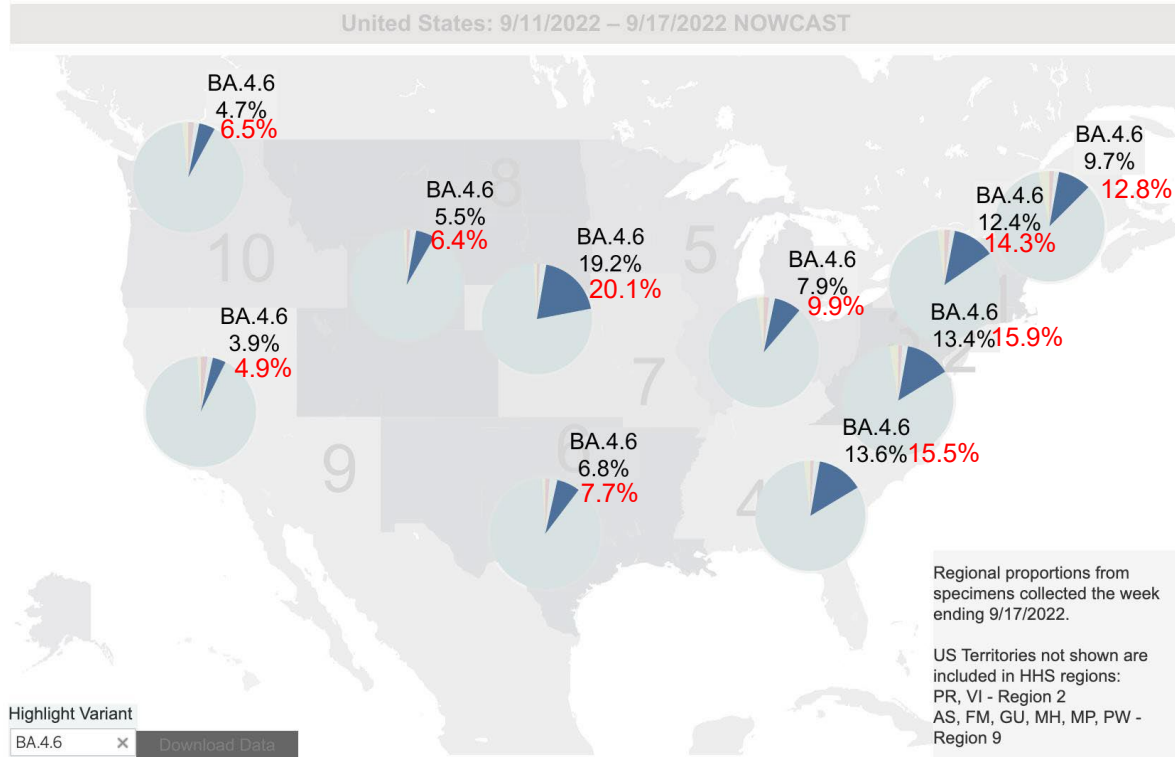 United States: 9/11/2022 – 9/17/2022 NOWCAST
BA.4.6
4.7%
6.5%
BA.4.6
9.7%
12.8%
BA.4.6
5.5%
6.4%
BA.4.6
12.4%
14.3%
BA.4.6
19.2%
20.1%
BA.4.6
7.9%
9.9%
BA.4.6
3.9%
4.9%
BA.4.6
13.4% 15.9%
BA.4.6
6.8%
7.7%
BA.4.6
13.6% 15.5%
8
10
5
7
9
6
4
2
1
Regional proportions from
specimens collected the week
ending 9/17/2022.
US Territories not shown are
included in HHS regions:
PR, VI - Region 2
AS, FM, GU, MH, MP, PW -
Region 9
Highlight Variant
BA.4.6 ×
Download Data